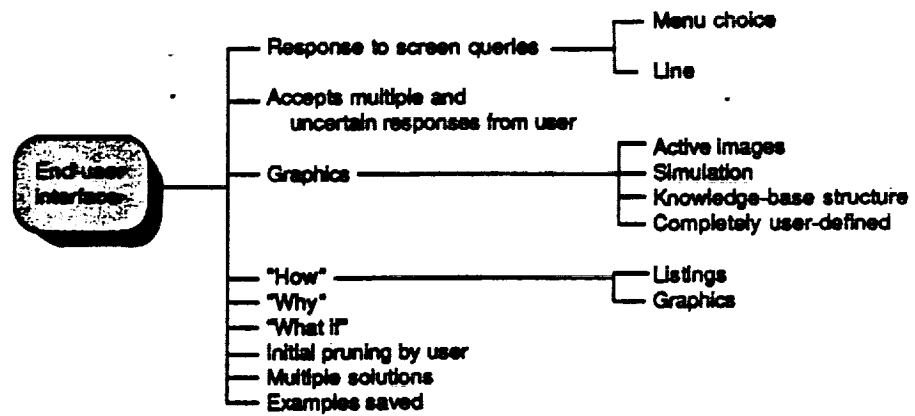 End-user
interface
Response to screen queries
Menu choice
Line
Accepts multiple and
uncertain responses from user
Graphics
Active images
Simulation
Knowledge-base structure
Completely user-defined
"How"
Listings
Graphics
"Why"
"What if"
Initial pruning by user
Multiple solutions
Examples saved